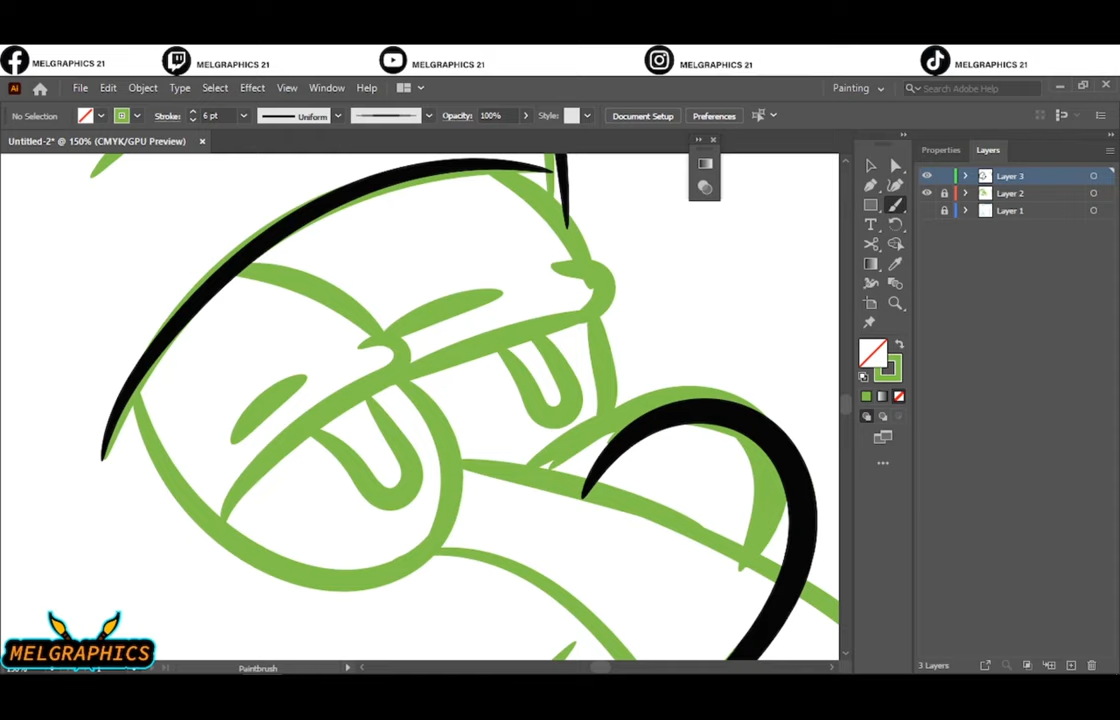 MELGRAPHICS 21 MELGRAPHICS 21 MELGRAPHICS 21 MELGRAPHICS 21 MELGRAPHICS 21
Ai File Edit Object Type Select Effect View Window Help Painting Search Adobe Help
No Selection Stroke: 6 pt Uniform Opacity: 100% Style: Document Setup Preferences
Untitled-2* @ 150% (CMYK/GPU Preview) Properties Layers
Layer 3
Layer 2
Layer 1
MELGRAPHICS
Paintbrush 3 Layers